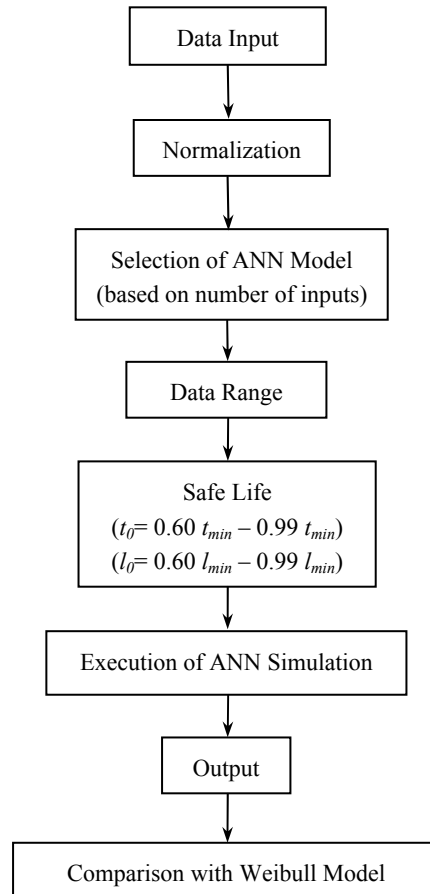 Data Input
Normalization
Selection of ANN Model
(based on number of inputs)
Data Range
Safe Life
(t0= 0.60 tmin – 0.99 tmin)
(l0= 0.60 lmin – 0.99 lmin)
Execution of ANN Simulation
Output
Comparison with Weibull Model